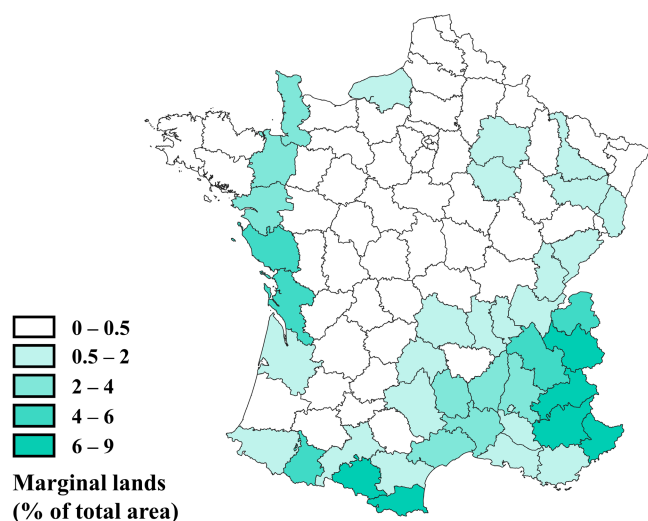 0 – 0.5
0.5 – 2
2 – 4
4 – 6
6 – 9
Marginal lands
(% of total area)